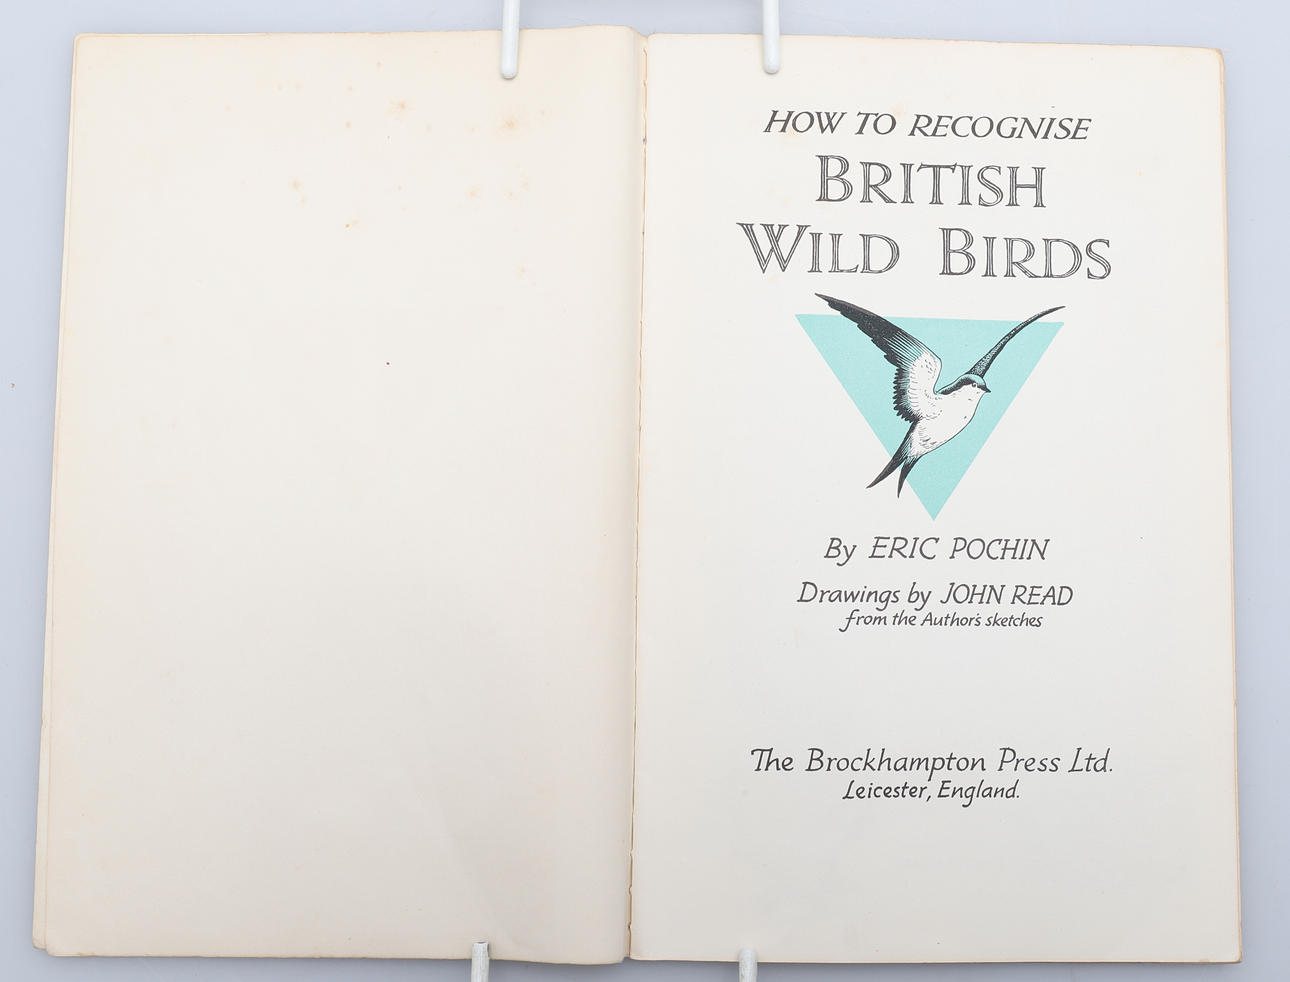 HOW TO RECOGNISE
BRITISH
WILD BIRDS
By ERIC POCHIN
Drawings by JOHN READ
from the Author's sketches
The Brockhampton Press Ltd.
Leicester, England.